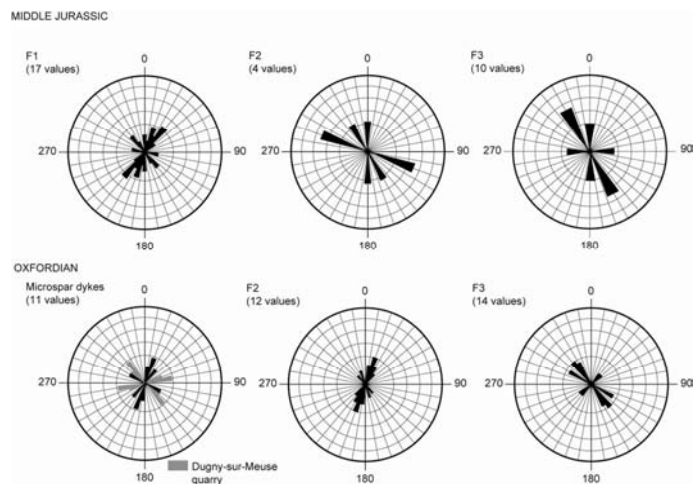 MIDDLE JURASSIC
F1
(17 values)
0
270
90
180
F2
(4 values)
0
270
90
180
F3
(10 values)
0
270
90
180
OXFORDIAN
Microspar dykes
(11 values)
0
270
90
180
F2
(12 values)
0
270
90
180
F3
(14 values)
0
270
90
180
Dugny-sur-Meuse
quarry